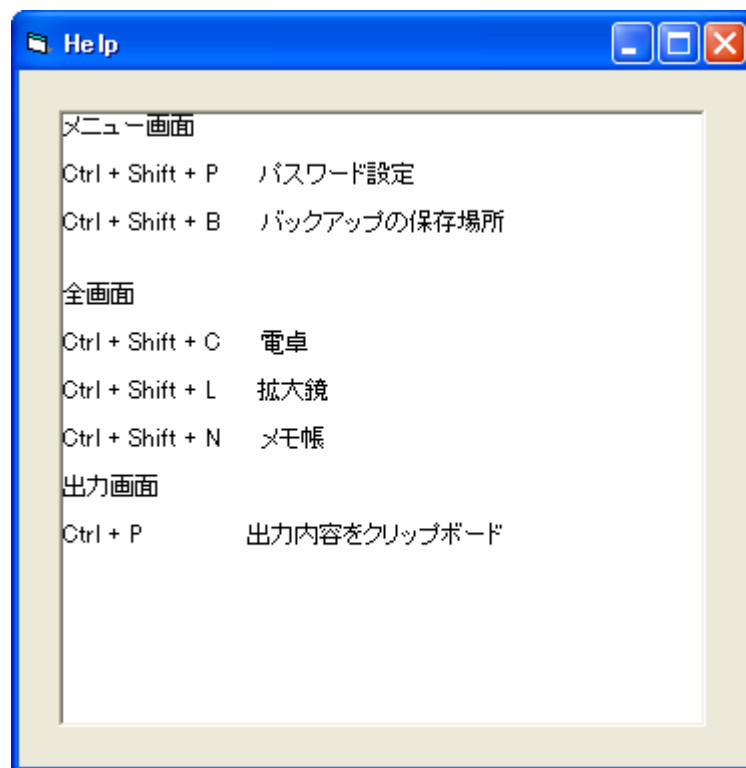 Help
メニュー画面
Ctrl + Shift + P パスワード設定
Ctrl + Shift + B バックアップの保存場所
全画面
Ctrl + Shift + C 電卓
Ctrl + Shift + L 拡大鏡
Ctrl + Shift + N メモ帳
出力画面
Ctrl + P 出力内容をクリップボード